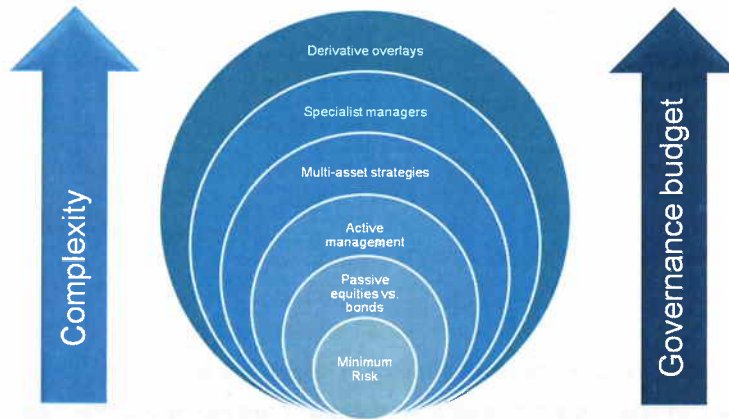 Complexity
Derivative overlays
Specialist managers
Multi-asset strategies
Active
management
Passive
equities vs.
bonds
Minimum
Risk
Governance budget